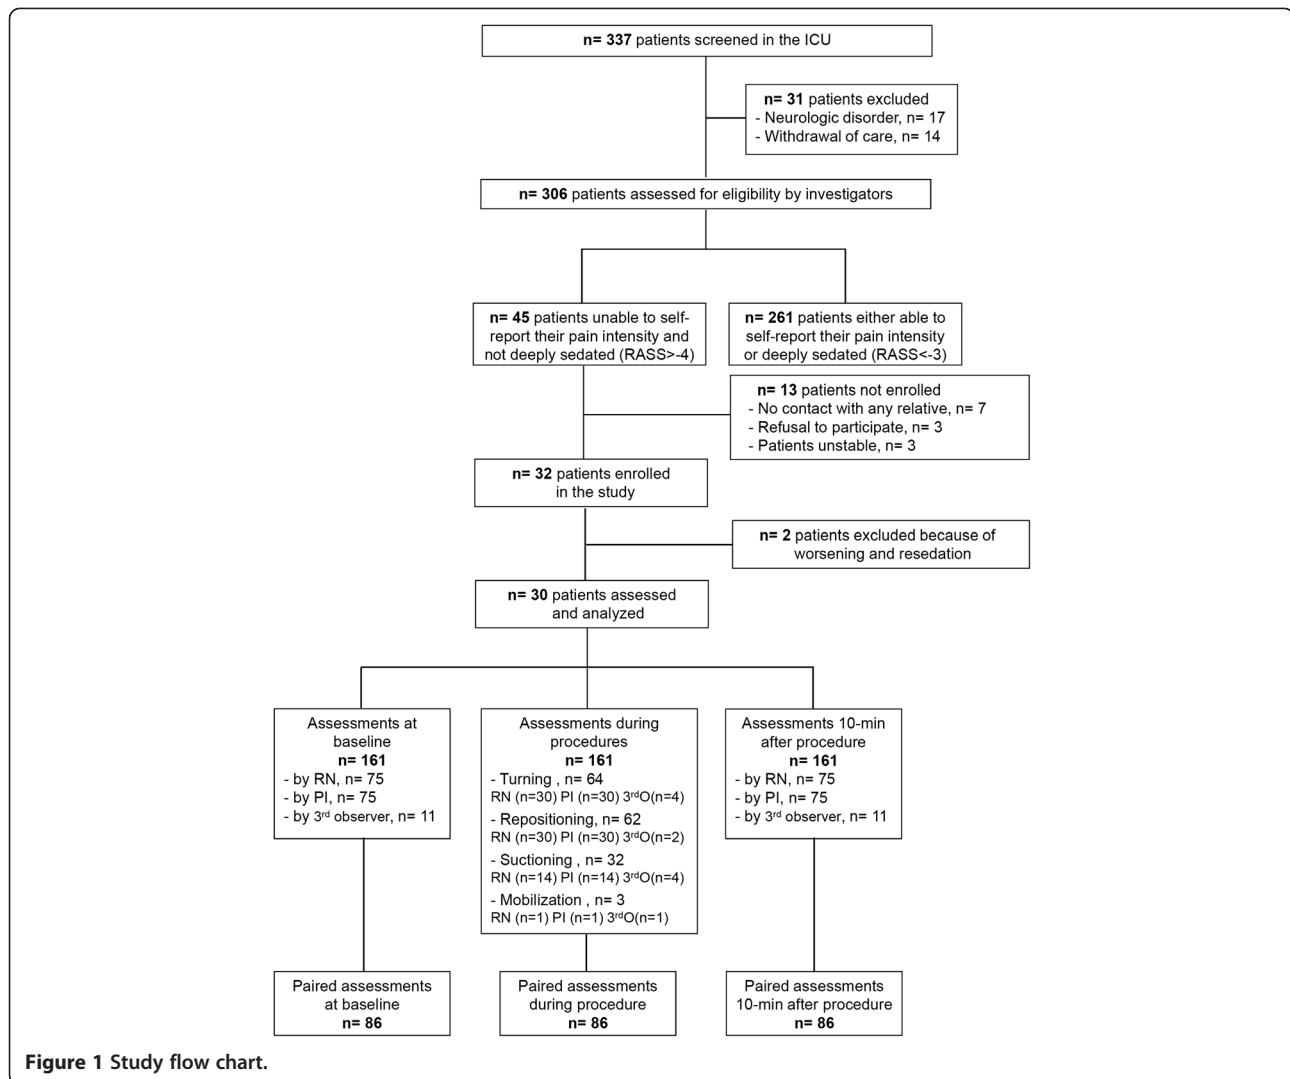 n= 337 patients screened in the ICU
n= 31 patients excluded
- Neurologic disorder, n= 17
- Withdrawal of care, n= 14
n= 306 patients assessed for eligibility by investigators
n= 45 patients unable to self-
report their pain intensity and
not deeply sedated (RASS>-4)
n= 261 patients either able to
self-report their pain intensity
or deeply sedated (RASS<-3)
n= 13 patients not enrolled
- No contact with any relative, n= 7
- Refusal to participate, n= 3
- Patients unstable, n= 3
n= 32 patients enrolled
in the study
n= 2 patients excluded because of
worsening and resedation
n= 30 patients assessed
and analyzed
Assessments at
baseline
n= 161
- by RN, n= 75
- by PI, n= 75
- by 3rd observer, n= 11
Assessments during
procedures
n= 161
- Turning , n= 64
RN (n=30) PI (n=30) 3rdO(n=4)
- Repositioning, n= 62
RN (n=30) PI (n=30) 3rdO(n=2)
- Suctioning , n= 32
RN (n=14) PI (n=14) 3rdO(n=4)
- Mobilization , n= 3
RN (n=1) PI (n=1) 3rdO(n=1)
Assessments 10-min
after procedure
n= 161
- by RN, n= 75
- by PI, n= 75
- by 3rd observer, n= 11
Paired assessments
at baseline
n= 86
Paired assessments
during procedure
n= 86
Paired assessments
10-min after procedure
n= 86
Figure 1 Study flow chart.